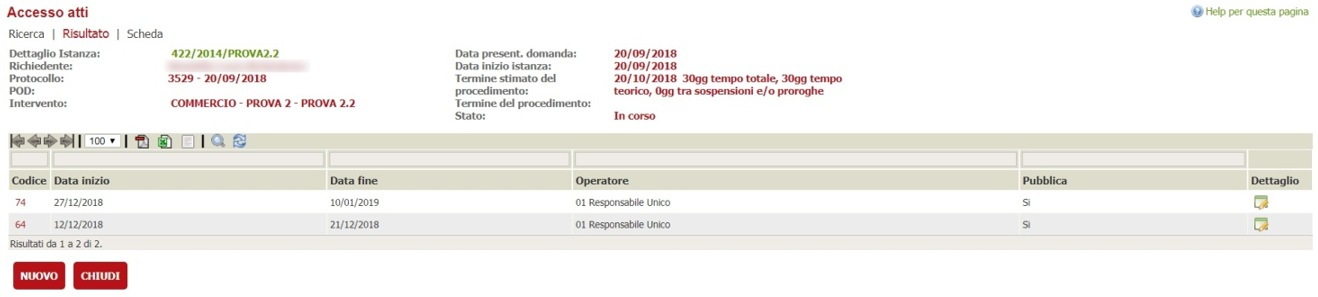 Accesso atti
Help per questa pagina
Ricerca | Risultato | Scheda
Dettaglio Istanza: 422/2014/PROVA2.2
Richiedente:
Protocollo: 3529 - 20/09/2018
POD:
Intervento: COMMERCIO - PROVA 2 - PROVA 2.2
Data present. domanda: 20/09/2018
Data inizio istanza: 20/09/2018
Termine stimato del procedimento: 20/10/2018 30gg tempo totale, 30gg tempo
teorico, 0gg tra sospensioni e/o proroghe
Termine del procedimento:
Stato: In corso
100
Codice Data inizio Data fine Operatore Pubblica Dettaglio
74 27/12/2018 10/01/2019 01 Responsabile Unico Si
64 12/12/2018 21/12/2018 01 Responsabile Unico Si
Risultati da 1 a 2 di 2.
NUOVO CHIUDI